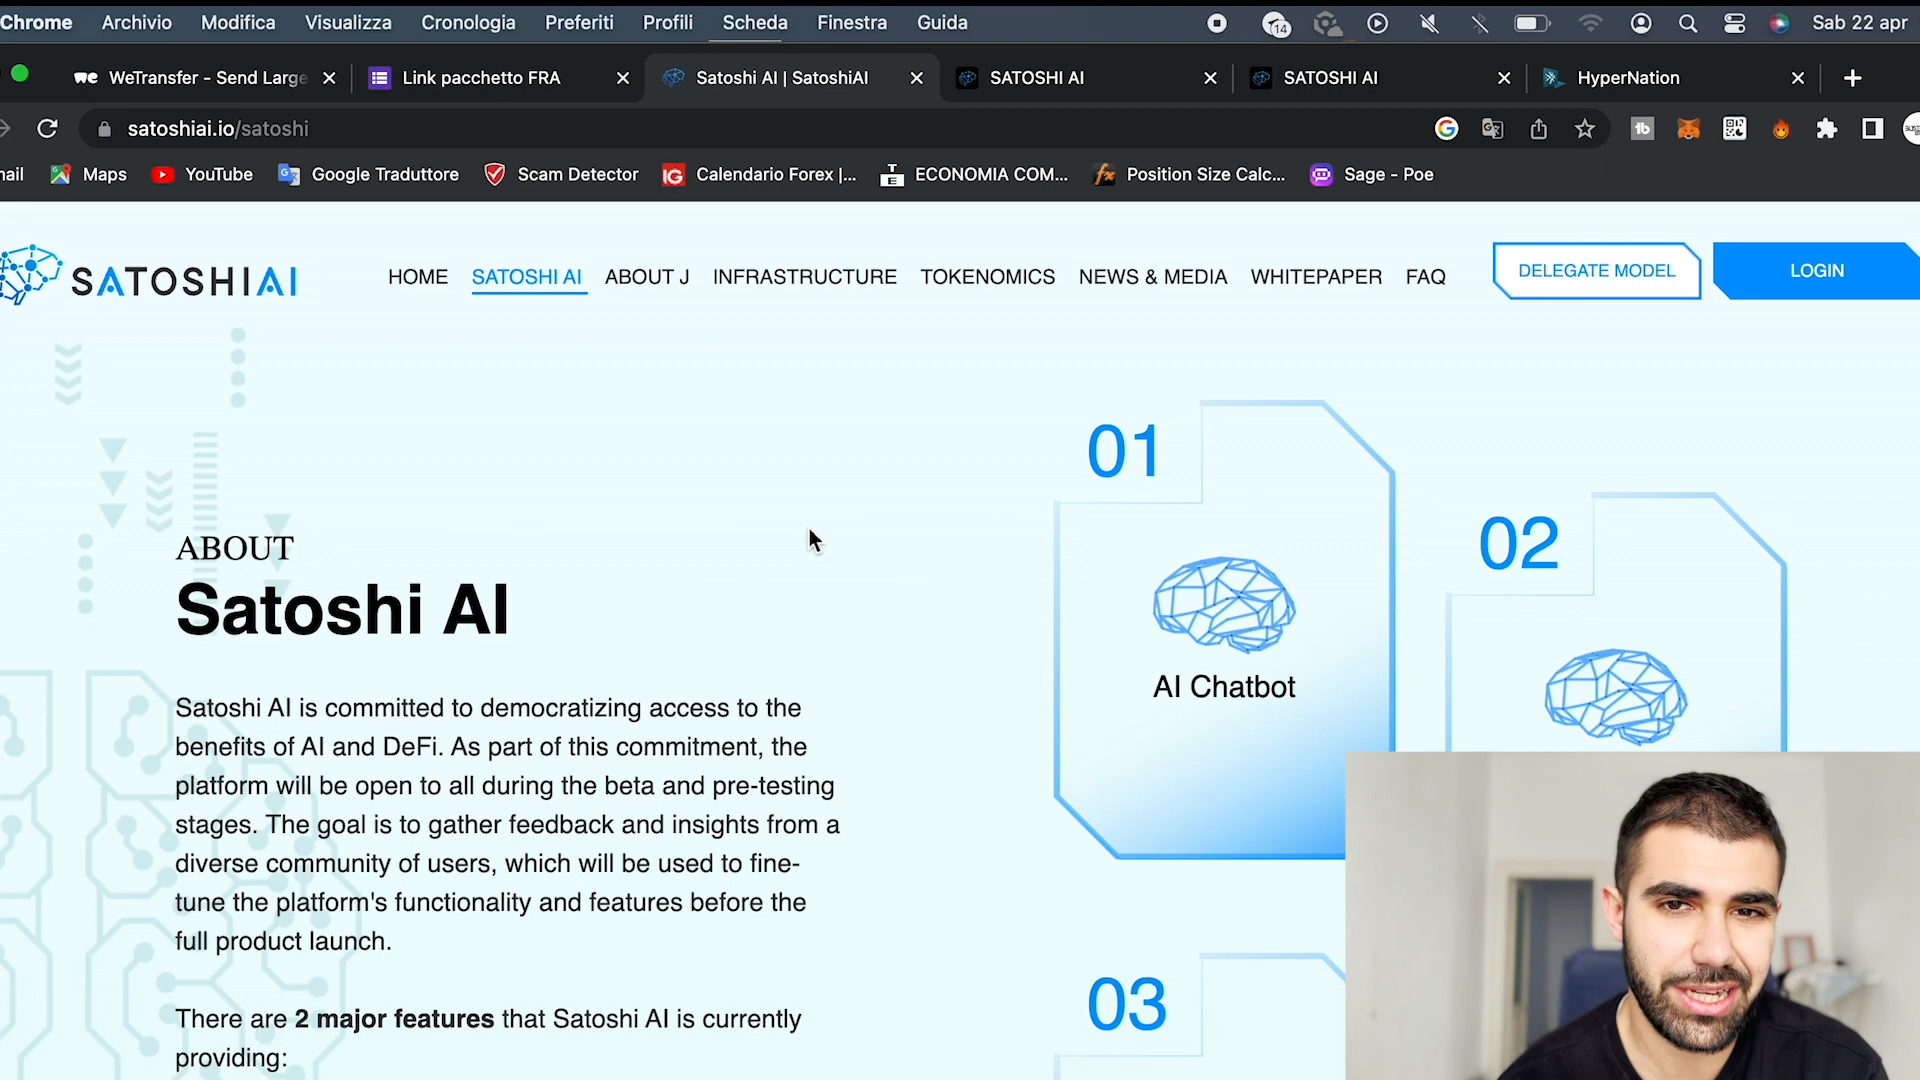 Chrome Archivio Modifica Visualizza Cronologia Preferiti Profili Scheda Finestra Guida 14 Sab 22 apr
WeTransfer - Send Large Link pacchetto FRA Satoshi AI | SatoshiAI SATOSHI AI SATOSHI AI HyperNation
satoshiai.io/satoshi
mail Maps YouTube Google Traduttore Scam Detector Calendario Forex |... ECONOMIA COM... Position Size Calc... Sage - Poe
SATOSHIAI HOME SATOSHI AI ABOUT J INFRASTRUCTURE TOKENOMICS NEWS & MEDIA WHITEPAPER FAQ DELEGATE MODEL LOGIN
ABOUT
Satoshi AI
Satoshi AI is committed to democratizing access to the
benefits of AI and DeFi. As part of this commitment, the
platform will be open to all during the beta and pre-testing
stages. The goal is to gather feedback and insights from a
diverse community of users, which will be used to fine-
tune the platform's functionality and features before the
full product launch.
There are 2 major features that Satoshi AI is currently
providing:
01
AI Chatbot
02
03